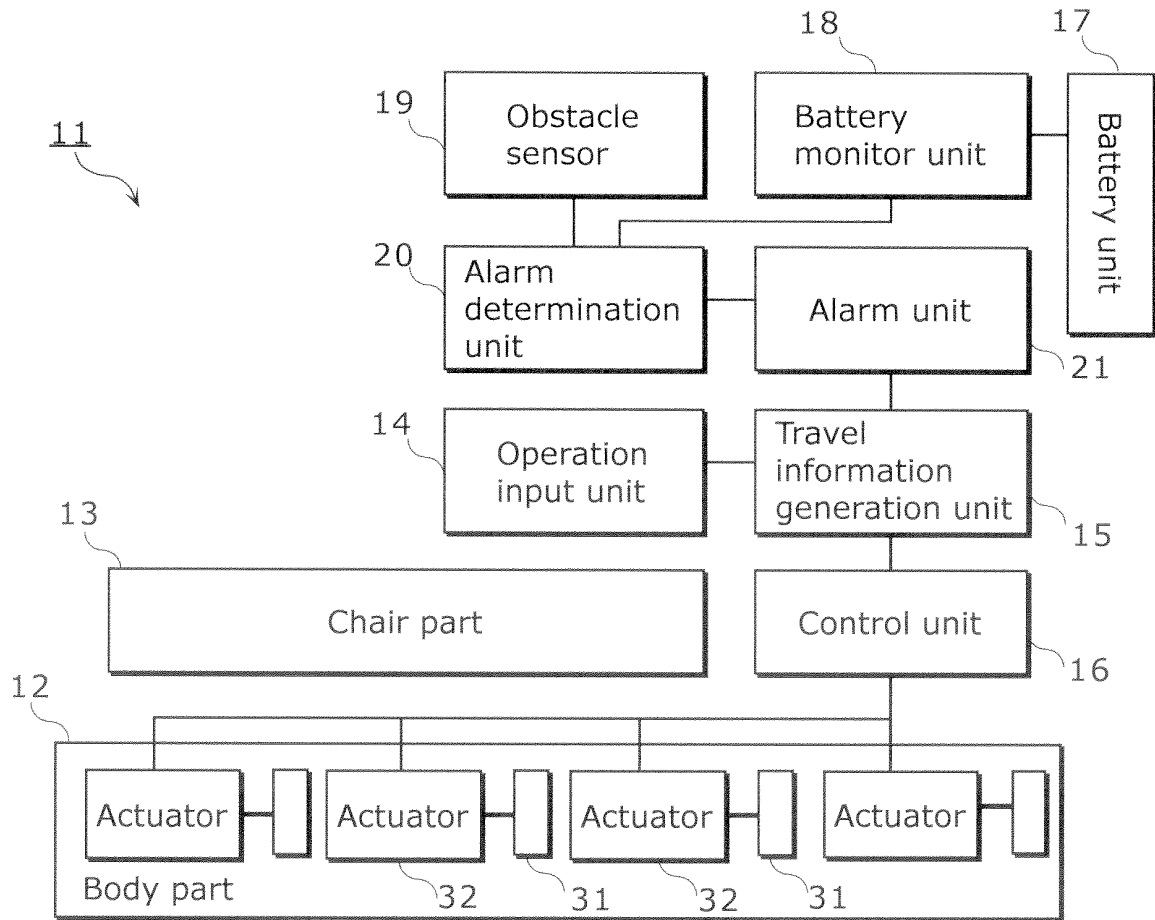 17
18
19
11
Obstacle
sensor
Battery
monitor unit
Battery unit
20
Alarm
determination
unit
Alarm unit
21
14
Operation
input unit
Travel
information
generation unit
15
13
Chair part
Control unit
16
12
Actuator
Actuator
Actuator
Actuator
Body part
32
31
32
31